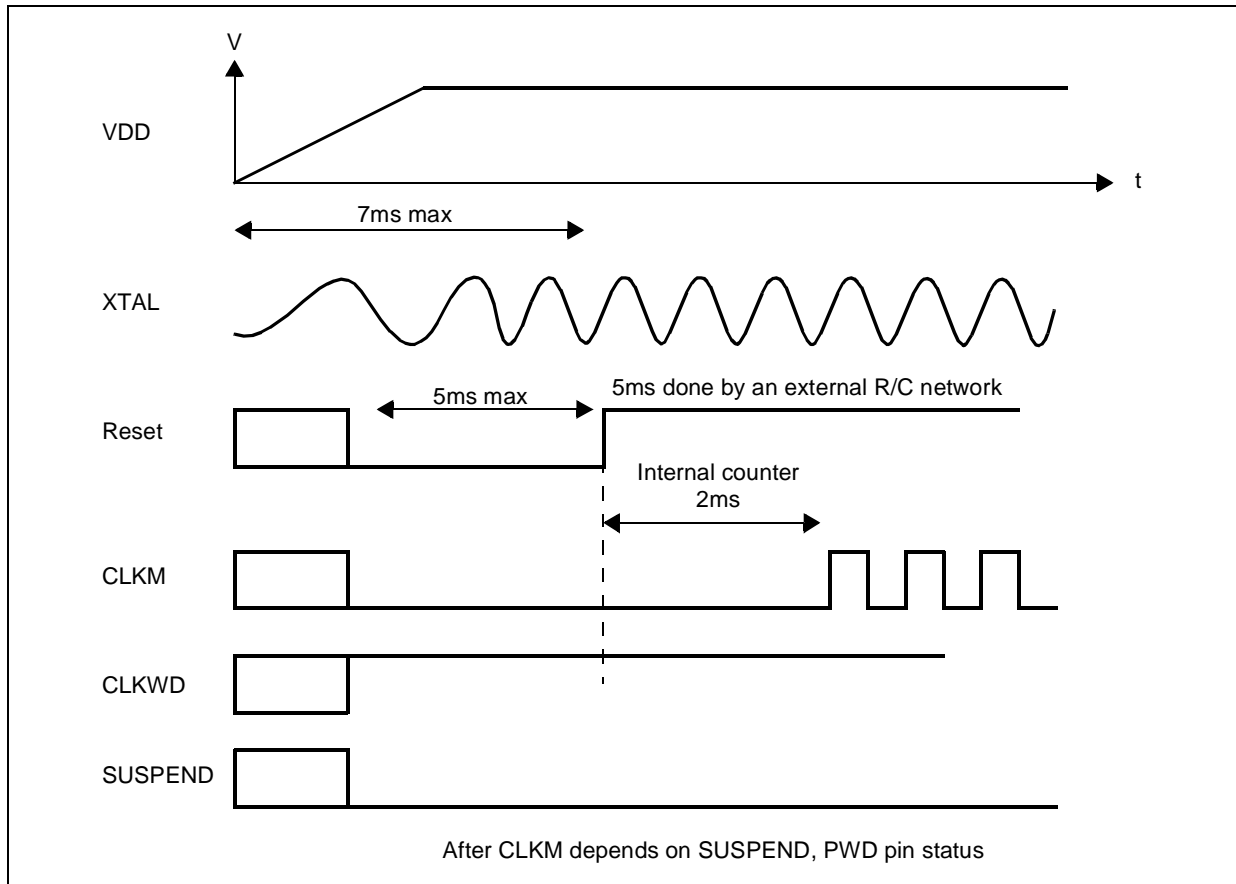 V
VDD
t
7ms max
XTAL
5ms max
5ms done by an external R/C network
Reset
Internal counter
2ms
CLKM
CLKWD
SUSPEND
After CLKM depends on SUSPEND, PWD pin status